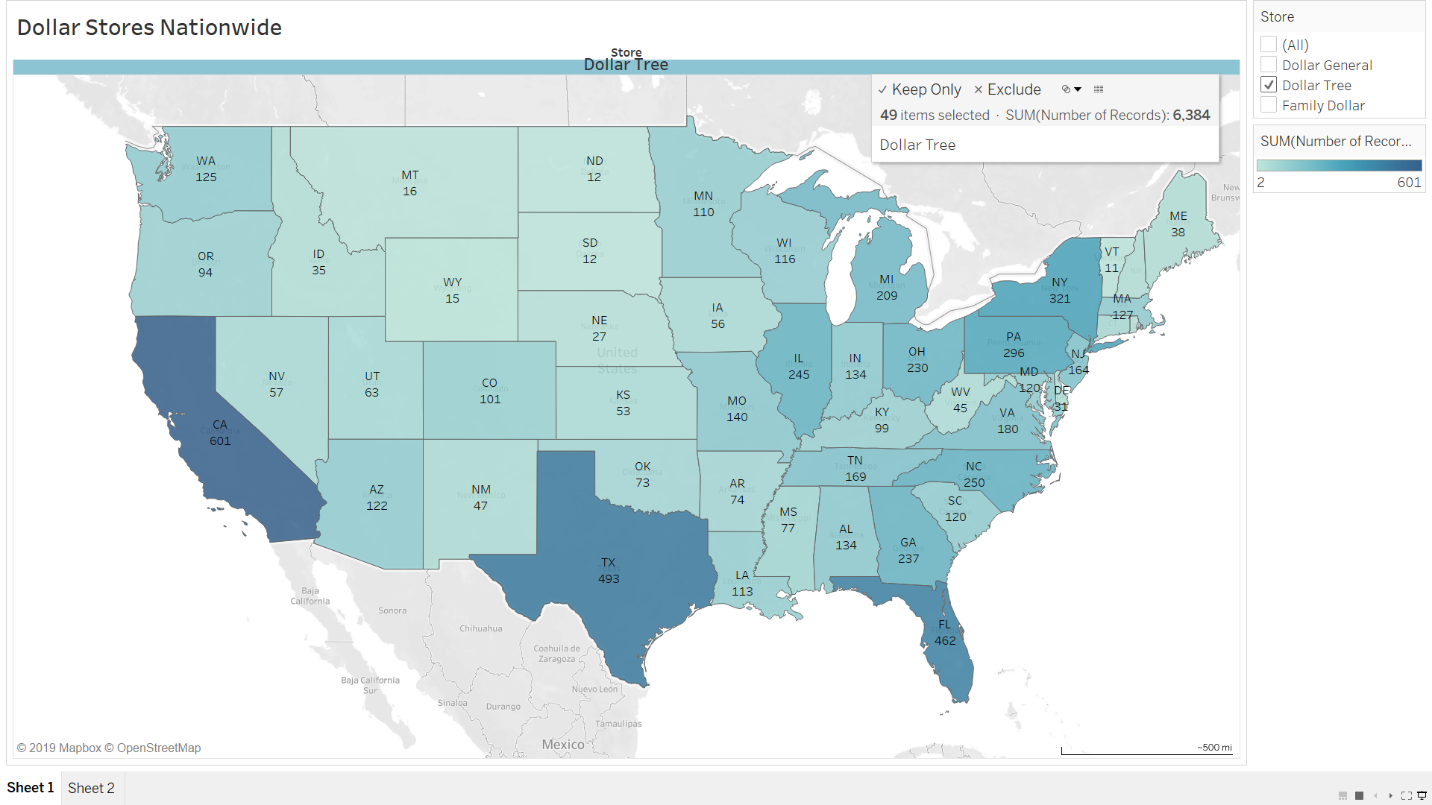 Dollar Stores Nationwide
Store
Dollar Tree
Keep Only Exclude
49 items selected · SUM(Number of Records): 6,384
Dollar Tree
Store
(All)
Dollar General
Dollar Tree
Family Dollar
SUM(Number of Recor...
2 601
WA
125
MT
16
ND
12
MN
110
ME
38
New
Brunsw
OR
94
ID
35
SD
12
WI
116
VT
11
WY
15
MI
209
NY
321
MA
127
IA
56
NE
27
United
States
PA
296
NJ
164
IL
245
IN
134
OH
230
MD
120
DE
31
NV
57
UT
63
CO
101
KS
53
MO
140
WV
45
KY
99
VA
180
CA
601
AZ
122
NM
47
OK
73
AR
74
TN
169
NC
250
SC
120
MS
77
AL
134
GA
237
TX
493
LA
113
FL
462
Baja
California
Sonora
Chihuahua
Coahuila de
Zaragoza
Baja California
Sur
Nuevo León
Sinaloa
Durango
Tamaulipas
Mexico
© 2019 Mapbox © OpenStreetMap
~500 mi
Sheet 1 Sheet 2